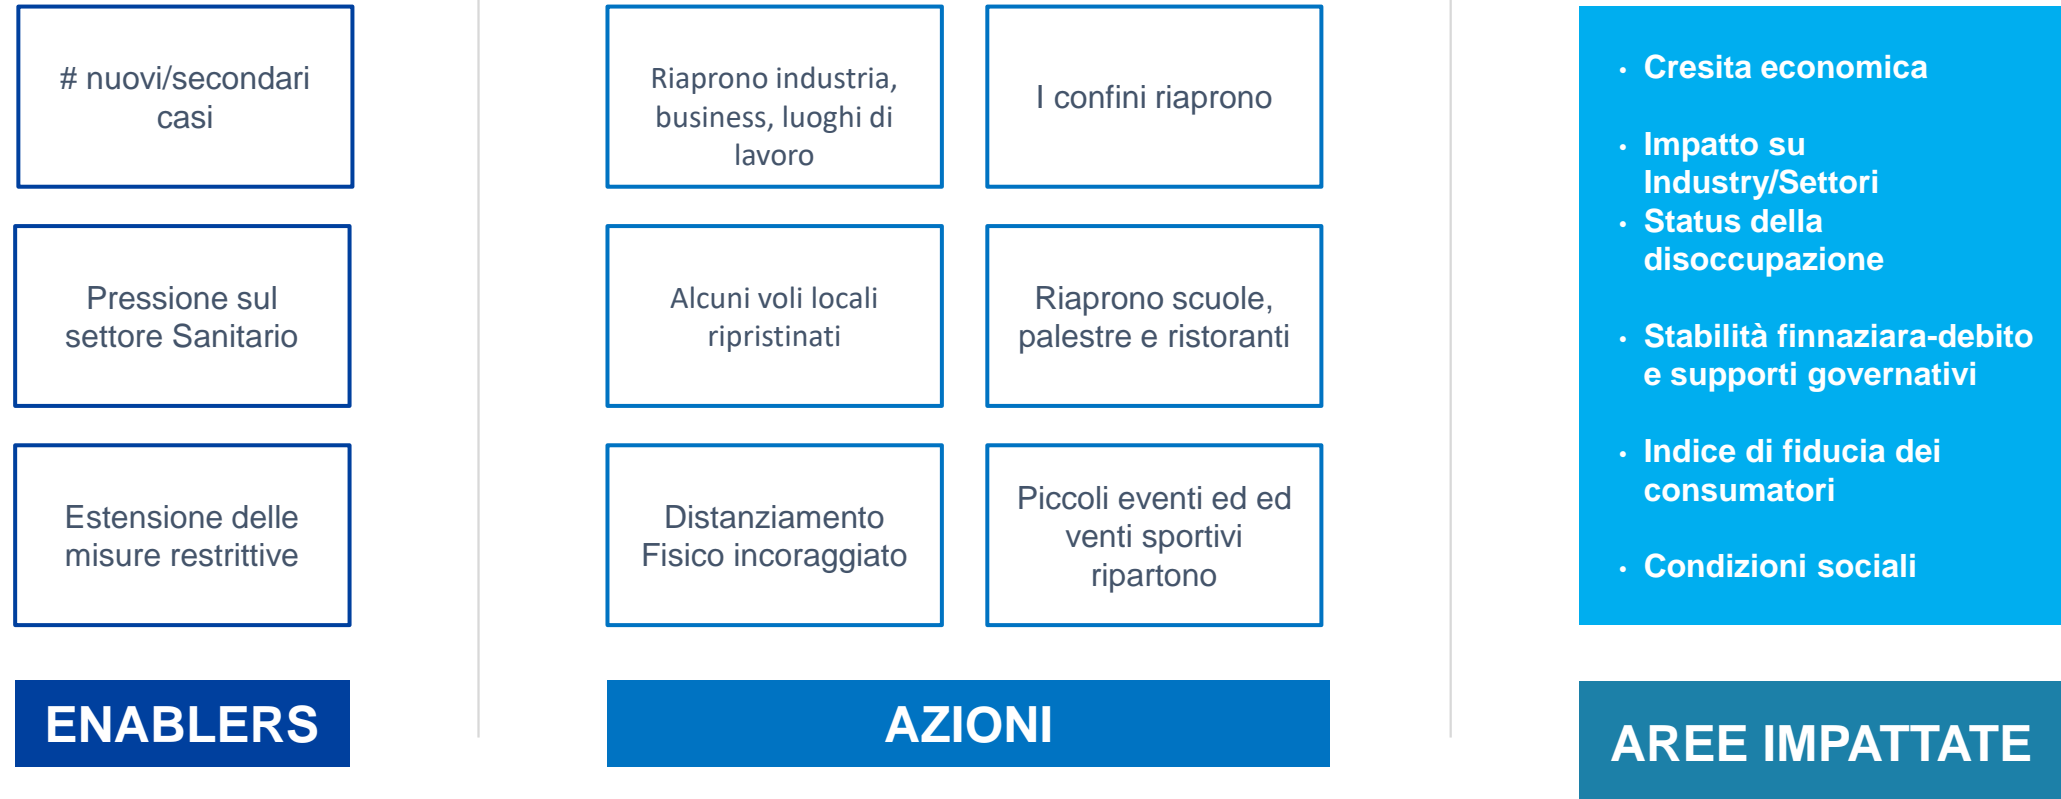 # nuovi/secondari
casi
Pressione sul
settore Sanitario
Estensione delle
misure restrittive
ENABLERS
Riaprono industria,
business, luoghi di
lavoro
I confini riaprono
Alcuni voli locali
ripristinati
Riaprono scuole,
palestre e ristoranti
Distanziamento
Fisico incoraggiato
Piccoli eventi ed ed
venti sportivi
ripartono
AZIONI
• Cresita economica
• Impatto su
Industry/Settori
• Status della
disoccupazione
• Stabilità finnaziara-debito
e supporti governativi
• Indice di fiducia dei
consumatori
• Condizioni sociali
AREE IMPATTATE